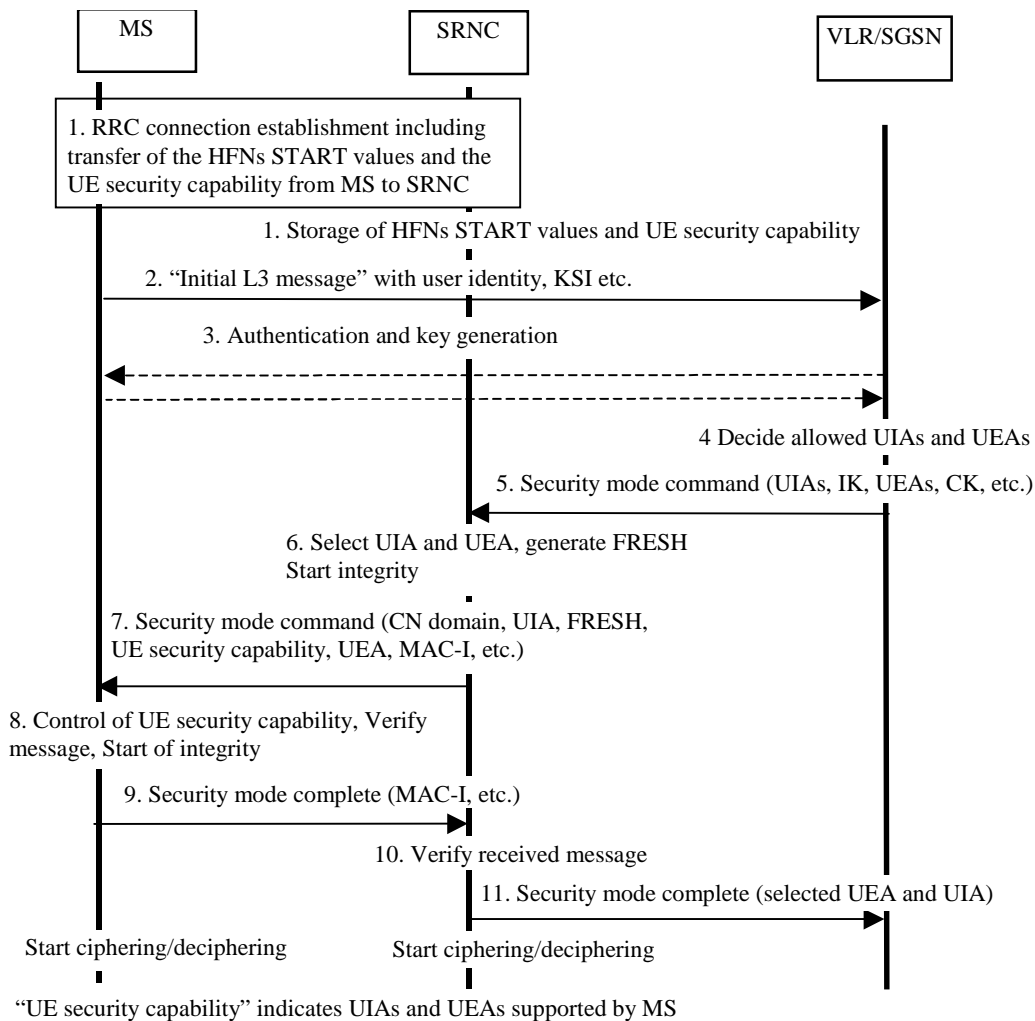 MS
SRNC
VLR/SGSN
1. RRC connection establishment including
transfer of the HFNs START values and the
UE security capability from MS to SRNC
1. Storage of HFNs START values and UE security capability
2. “Initial L3 message” with user identity, KSI etc.
3. Authentication and key generation
4 Decide allowed UIAs and UEAs
5. Security mode command (UIAs, IK, UEAs, CK, etc.)
6. Select UIA and UEA, generate FRESH
Start integrity
7. Security mode command (CN domain, UIA, FRESH,
UE security capability, UEA, MAC-I, etc.)
8. Control of UE security capability, Verify
message, Start of integrity
9. Security mode complete (MAC-I, etc.)
10. Verify received message
11. Security mode complete (selected UEA and UIA)
Start ciphering/deciphering
Start ciphering/deciphering
“UE security capability” indicates UIAs and UEAs supported by MS